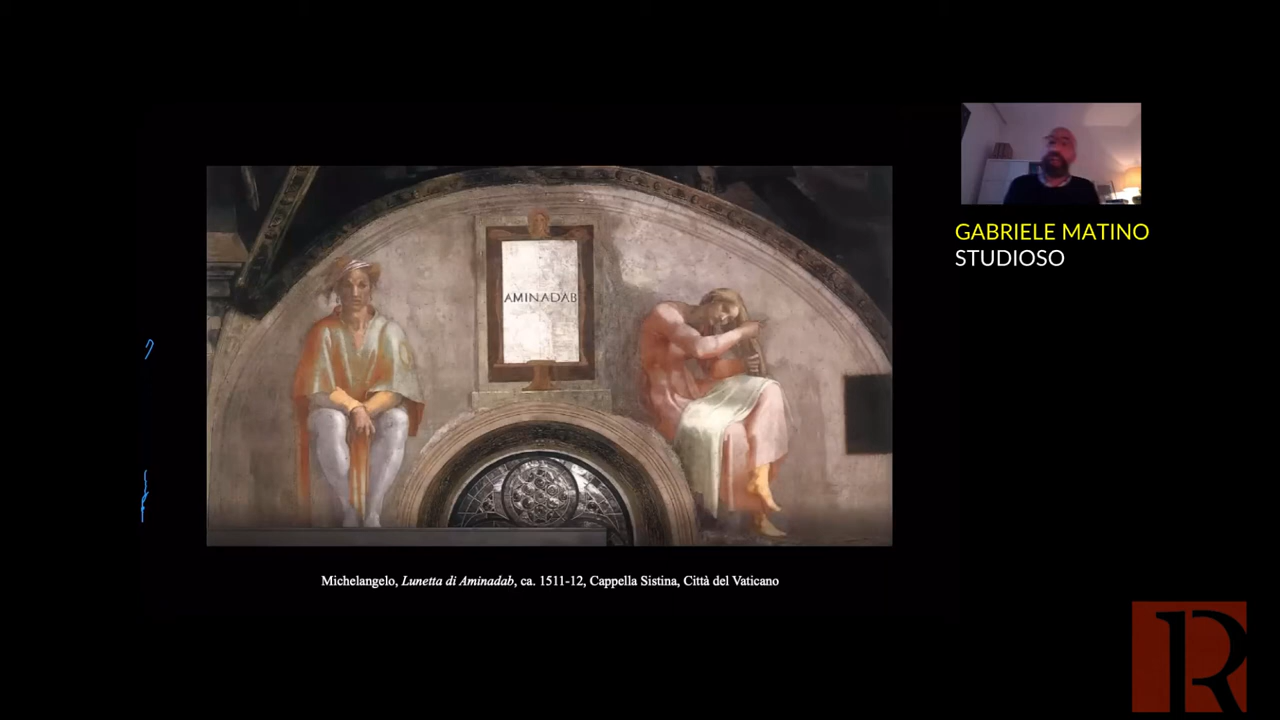 AMINADAB
GABRIELE MATINO
STUDIOSO
Michelangelo, Lunetta di Aminadab, ca. 1511-12, Cappella Sistina, Città del Vaticano
R